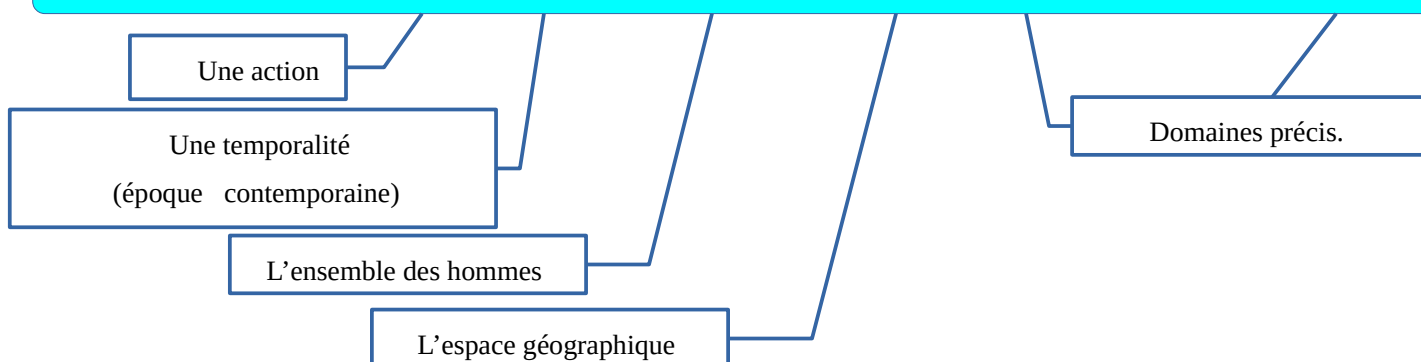 Une action
Une temporalité
(époque contemporaine)
Domaines précis.
L’ensemble des hommes
L’espace géographique